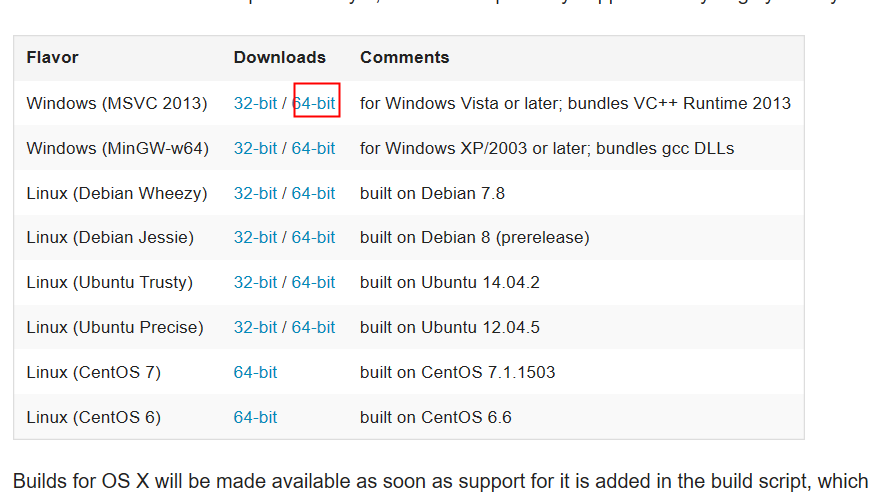 Flavor Downloads Comments
Windows (MSVC 2013) 32-bit / 64-bit for Windows Vista or later; bundles VC++ Runtime 2013
Windows (MinGW-w64) 32-bit / 64-bit for Windows XP/2003 or later; bundles gcc DLLs
Linux (Debian Wheezy) 32-bit / 64-bit built on Debian 7.8
Linux (Debian Jessie) 32-bit / 64-bit built on Debian 8 (prerelease)
Linux (Ubuntu Trusty) 32-bit / 64-bit built on Ubuntu 14.04.2
Linux (Ubuntu Precise) 32-bit / 64-bit built on Ubuntu 12.04.5
Linux (CentOS 7) 64-bit built on CentOS 7.1.1503
Linux (CentOS 6) 64-bit built on CentOS 6.6
Builds for OS X will be made available as soon as support for it is added in the build script, which